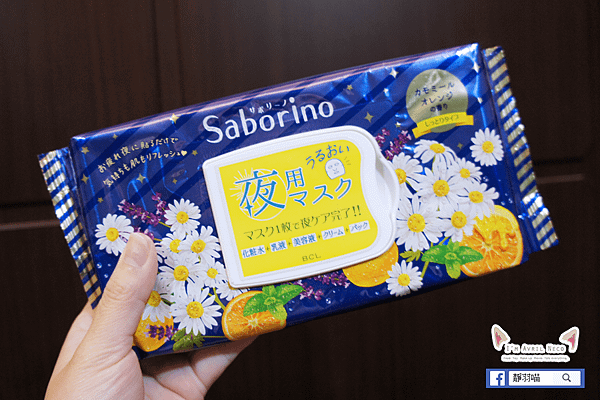 サボリーノ
Saborino
お疲れ夜に貼るだけで
気持ちも肌もリフレッシュ♥
カモミール
オレンジ
の香り
しっとりタイプ
うるおい
夜用マスク
マスク1枚で夜ケア完了!!
化粧水+乳液+美容液+クリーム+パック
BCL
I'm Avril Neco
靜羽喵